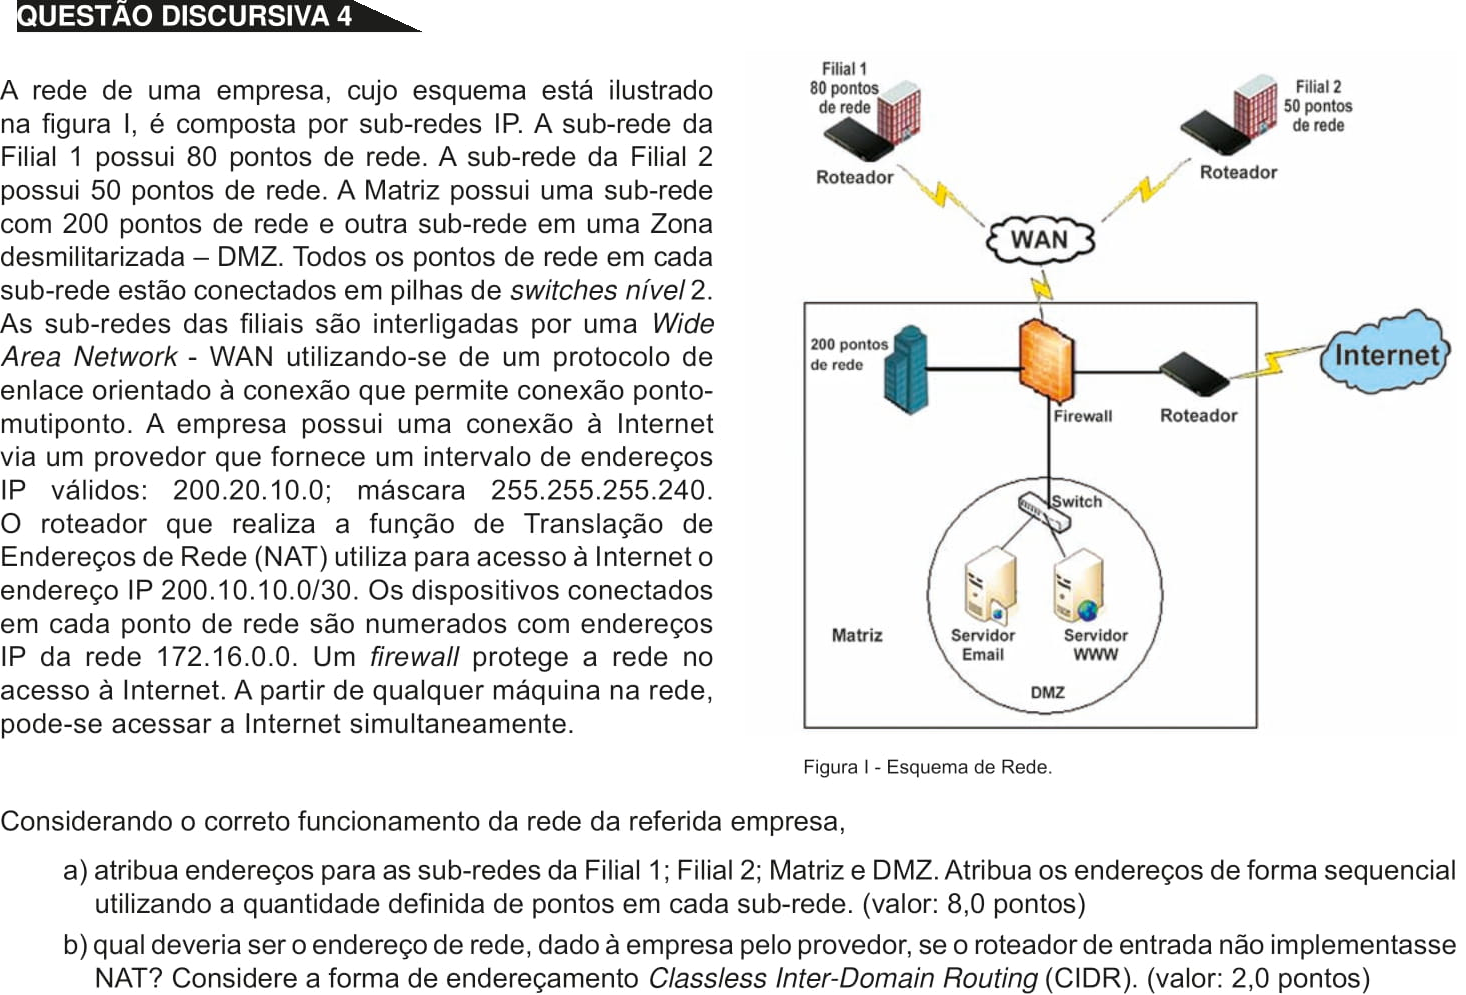 QUESTÃO DISCURSIVA 4
A rede de uma empresa, cujo esquema está ilustrado
na figura I, é composta por sub-redes IP. A sub-rede da
Filial 1 possui 80 pontos de rede. A sub-rede da Filial 2
possui 50 pontos de rede. A Matriz possui uma sub-rede
com 200 pontos de rede e outra sub-rede em uma Zona
desmilitarizada – DMZ. Todos os pontos de rede em cada
sub-rede estão conectados em pilhas de switches nível 2.
As sub-redes das filiais são interligadas por uma Wide
Area Network - WAN utilizando-se de um protocolo de
enlace orientado à conexão que permite conexão ponto-
mutiponto. A empresa possui uma conexão à Internet
via um provedor que fornece um intervalo de endereços
IP válidos: 200.20.10.0; máscara 255.255.255.240.
O roteador que realiza a função de Translação de
Endereços de Rede (NAT) utiliza para acesso à Internet o
endereço IP 200.10.10.0/30. Os dispositivos conectados
em cada ponto de rede são numerados com endereços
IP da rede 172.16.0.0. Um firewall protege a rede no
acesso à Internet. A partir de qualquer máquina na rede,
pode-se acessar a Internet simultaneamente.
Filial 1
80 pontos
de rede
Roteador
Filial 2
50 pontos
de rede
Roteador
WAN
200 pontos
de rede
Firewall
Roteador
Internet
Switch
Servidor
Email
Servidor
WWW
Matriz
DMZ
Figura I - Esquema de Rede.
Considerando o correto funcionamento da rede da referida empresa,
a) atribua endereços para as sub-redes da Filial 1; Filial 2; Matriz e DMZ. Atribua os endereços de forma sequencial
utilizando a quantidade definida de pontos em cada sub-rede. (valor: 8,0 pontos)
b) qual deveria ser o endereço de rede, dado à empresa pelo provedor, se o roteador de entrada não implementasse
NAT? Considere a forma de endereçamento Classless Inter-Domain Routing (CIDR). (valor: 2,0 pontos)